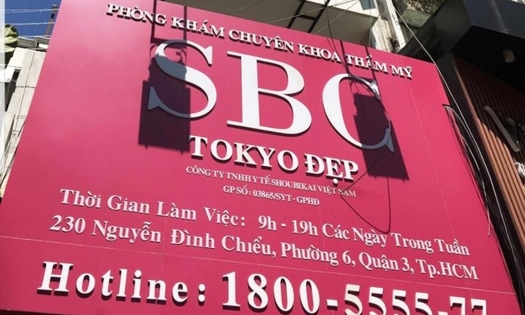 PHÒNG KHÁM CHUYÊN KHOA THẨM MỸ
SBC
TOKYO ĐẸP
CÔNG TY TNHH Y TẾ SHOUBIKAI VIỆT NAM
GP SỐ: 03865/SYT - GPHĐ
Thời Gian Làm Việc: 9h - 19h Các Ngày Trong Tuần
230 Nguyễn Đình Chiểu, Phường 6, Quận 3, Tp.HCM
Hotline: 1800-5555-77